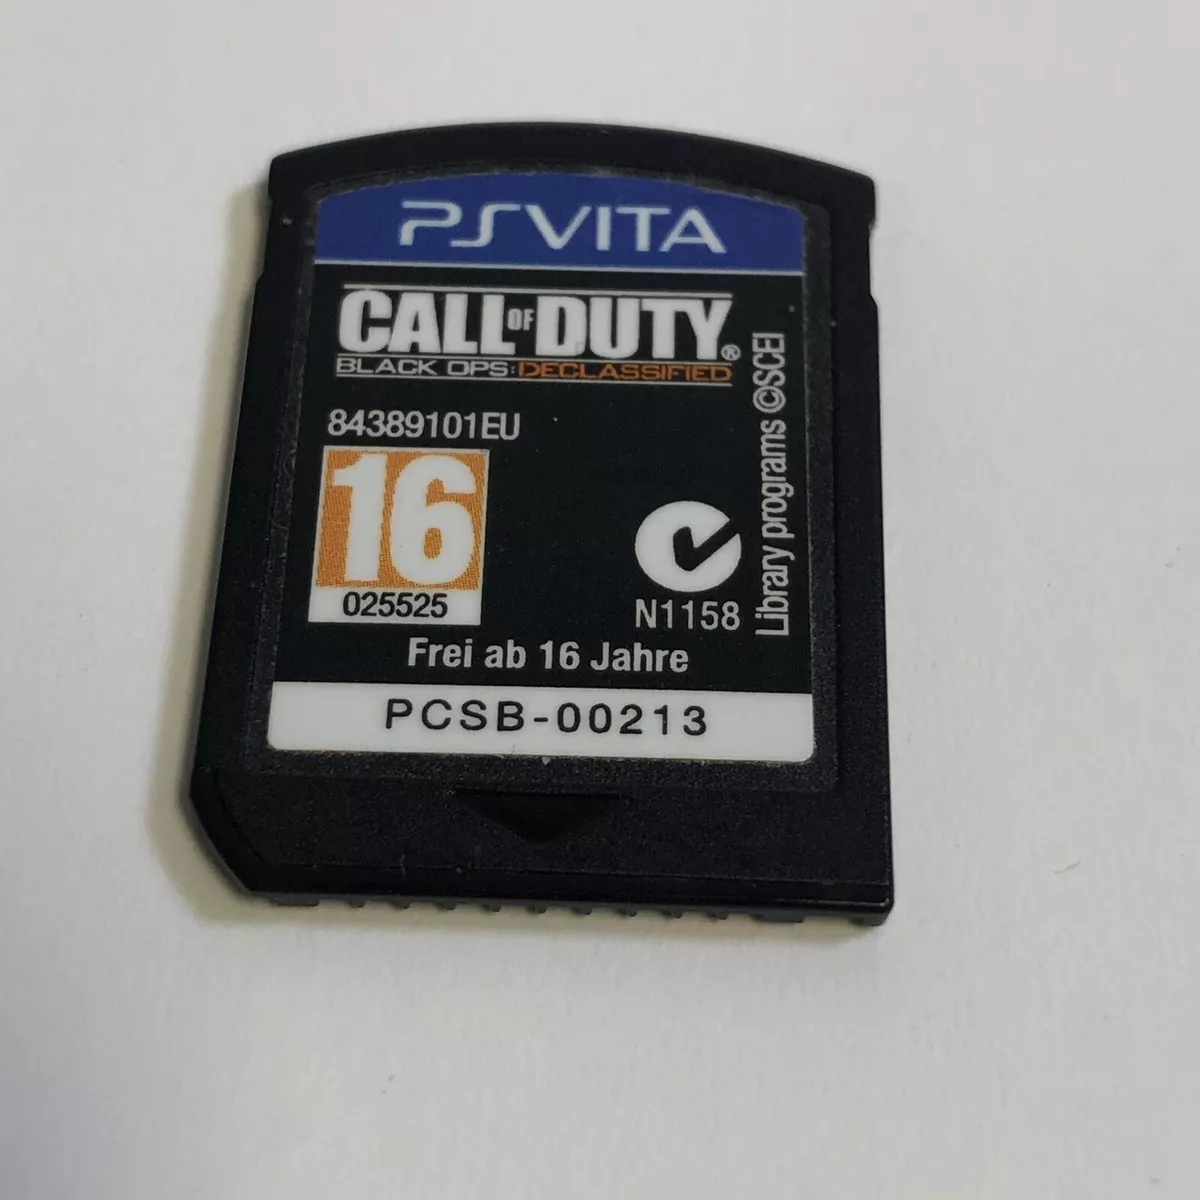 PSVITA
CALL OF DUTY®
BLACK OPS: DECLASSIFIED
84389101EU
16
025525
N1158
Library programs ©SCEI
Frei ab 16 Jahre
PCSB-00213